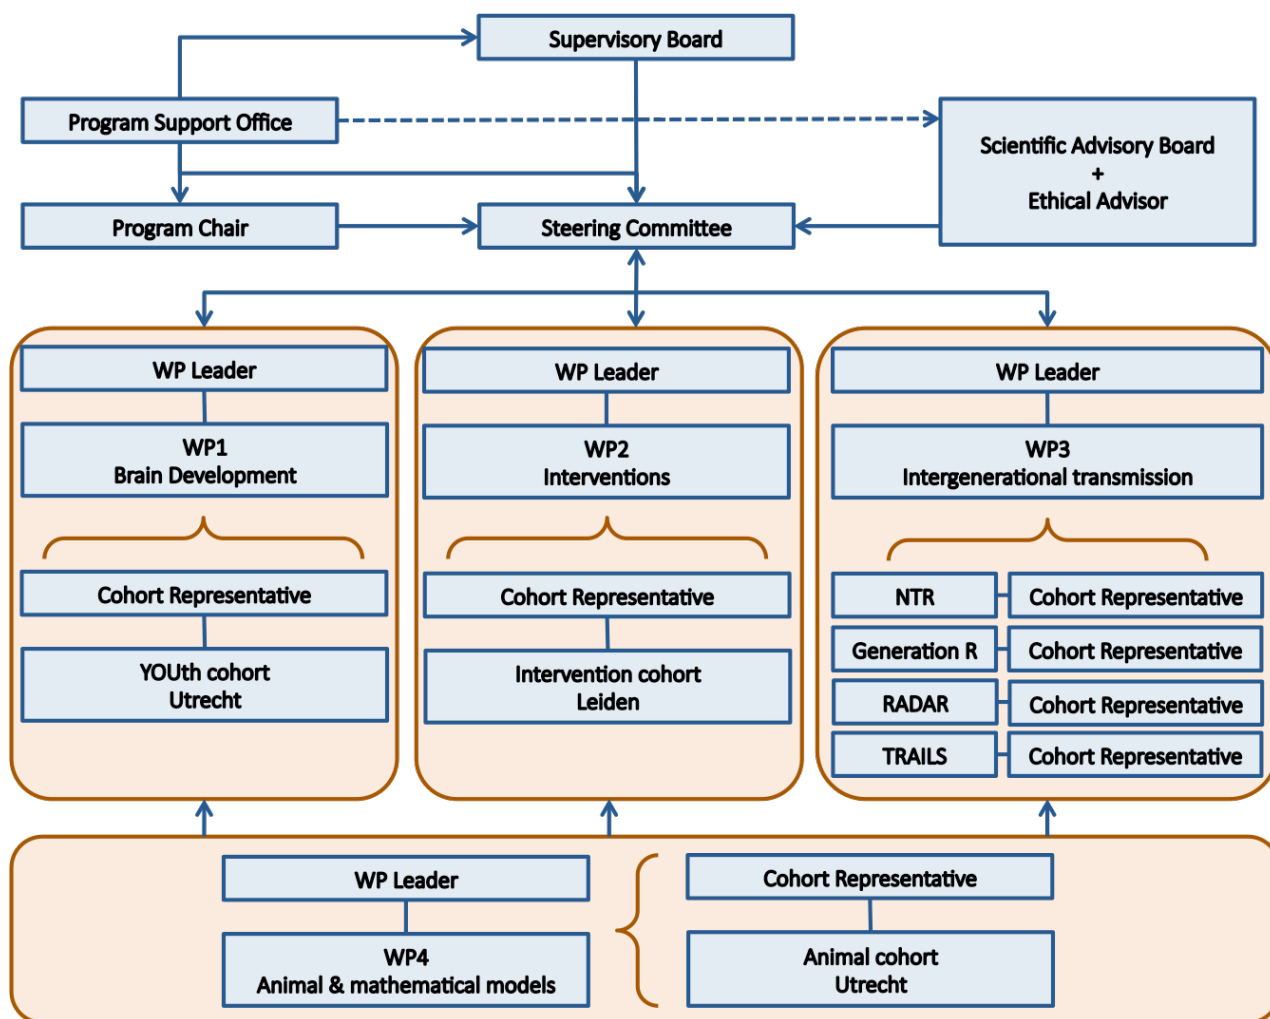 Supervisory Board
Program Support Office
Scientific Advisory Board
+
Ethical Advisor
Program Chair
Steering Committee
WP Leader
WP1
Brain Development
Cohort Representative
YOUth cohort
Utrecht
WP Leader
WP2
Interventions
Cohort Representative
Intervention cohort
Leiden
WP Leader
WP3
Intergenerational transmission
NTR
Cohort Representative
Generation R
Cohort Representative
RADAR
Cohort Representative
TRAILS
Cohort Representative
WP Leader
WP4
Animal & mathematical models
Cohort Representative
Animal cohort
Utrecht